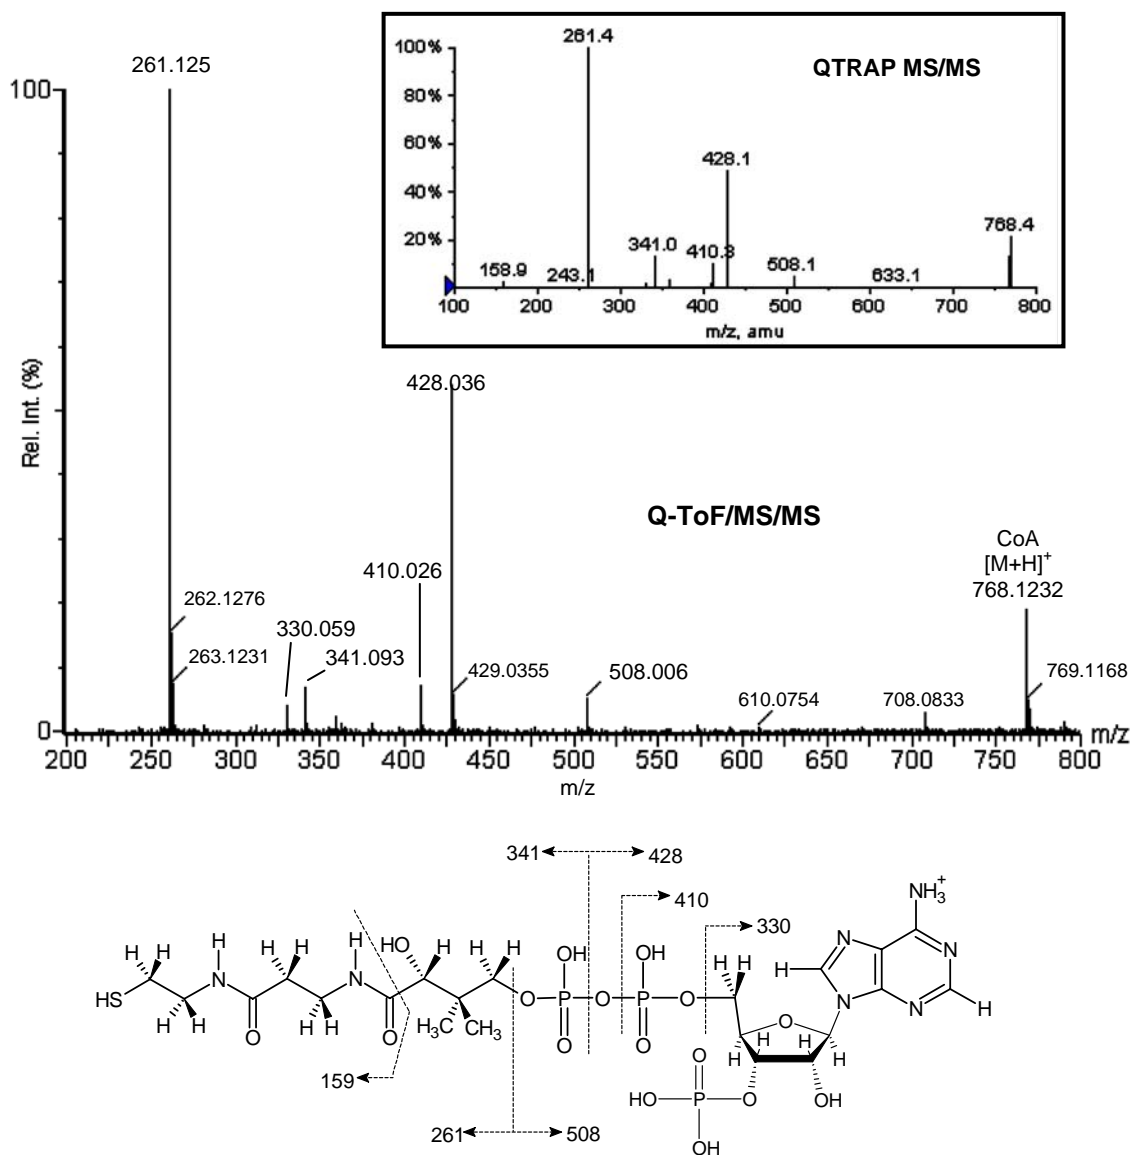 261.125
100
Rel. Int. (%)
0
262.1276
263.1231
330.059
341.093
410.026
428.036
429.0355
508.006
610.0754
708.0833
CoA
[M+H]+
768.1232
769.1168
Q-ToF/MS/MS
200 250 300 350 400 450 500 550 600 650 700 750 800
m/z
m/z
QTRAP MS/MS
100%
80%
60%
40%
20%
261.4
428.1
768.4
341.0
410.3
158.9
243.1
508.1
633.1
100 200 300 400 500 600 700 800
m/z, amu
341 428
410
330
NH3+
H H H H H HO H H H OH OH H H N N
HS N N O P O P O H N N H
H H O H H O H3C CH3 O O O H H H H
159
O
HO P O OH
OH
261 508